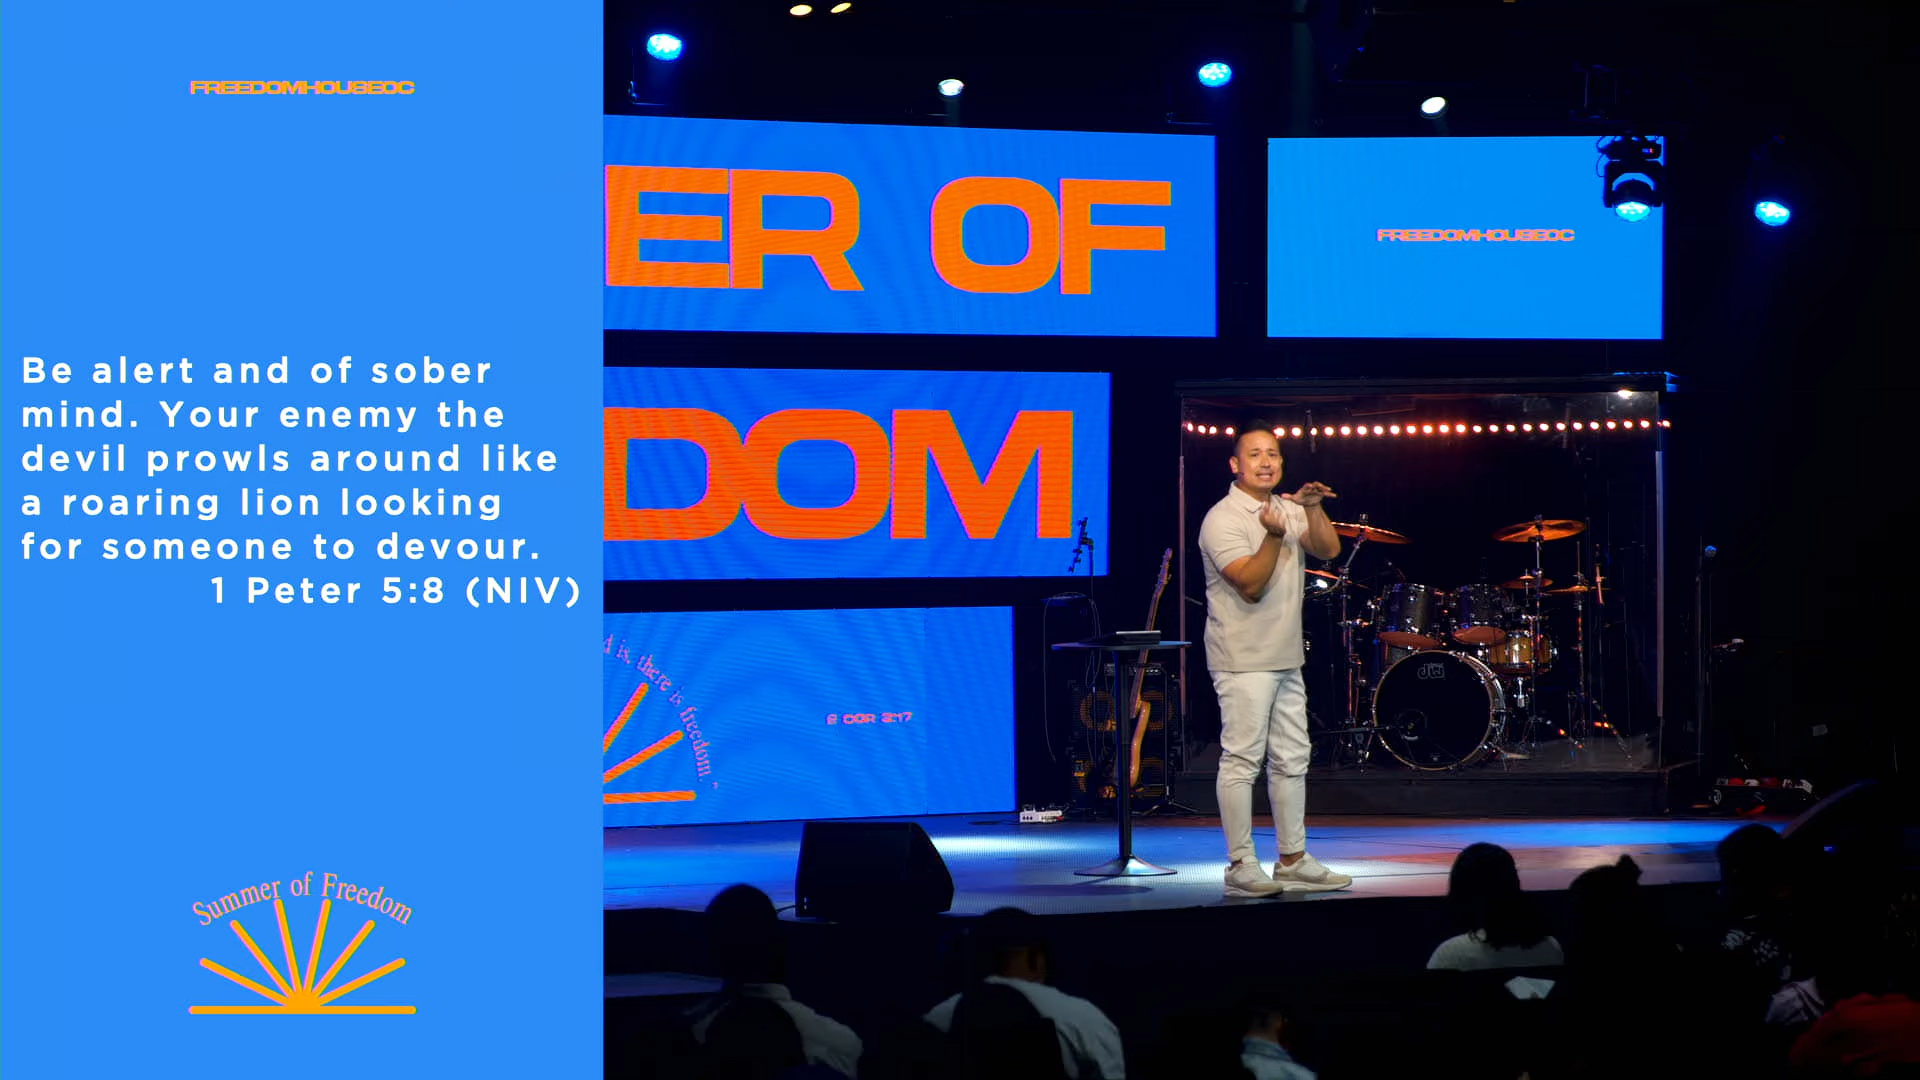 FREEDOMHOUSEOC
Be alert and of sober
mind. Your enemy the
devil prowls around like
a roaring lion looking
for someone to devour.
1 Peter 5:8 (NIV)
Summer of Freedom
ER OF
DOM
FREEDOMHOUSEOC
d is, there is freedom."
2 COR 3:17
dw